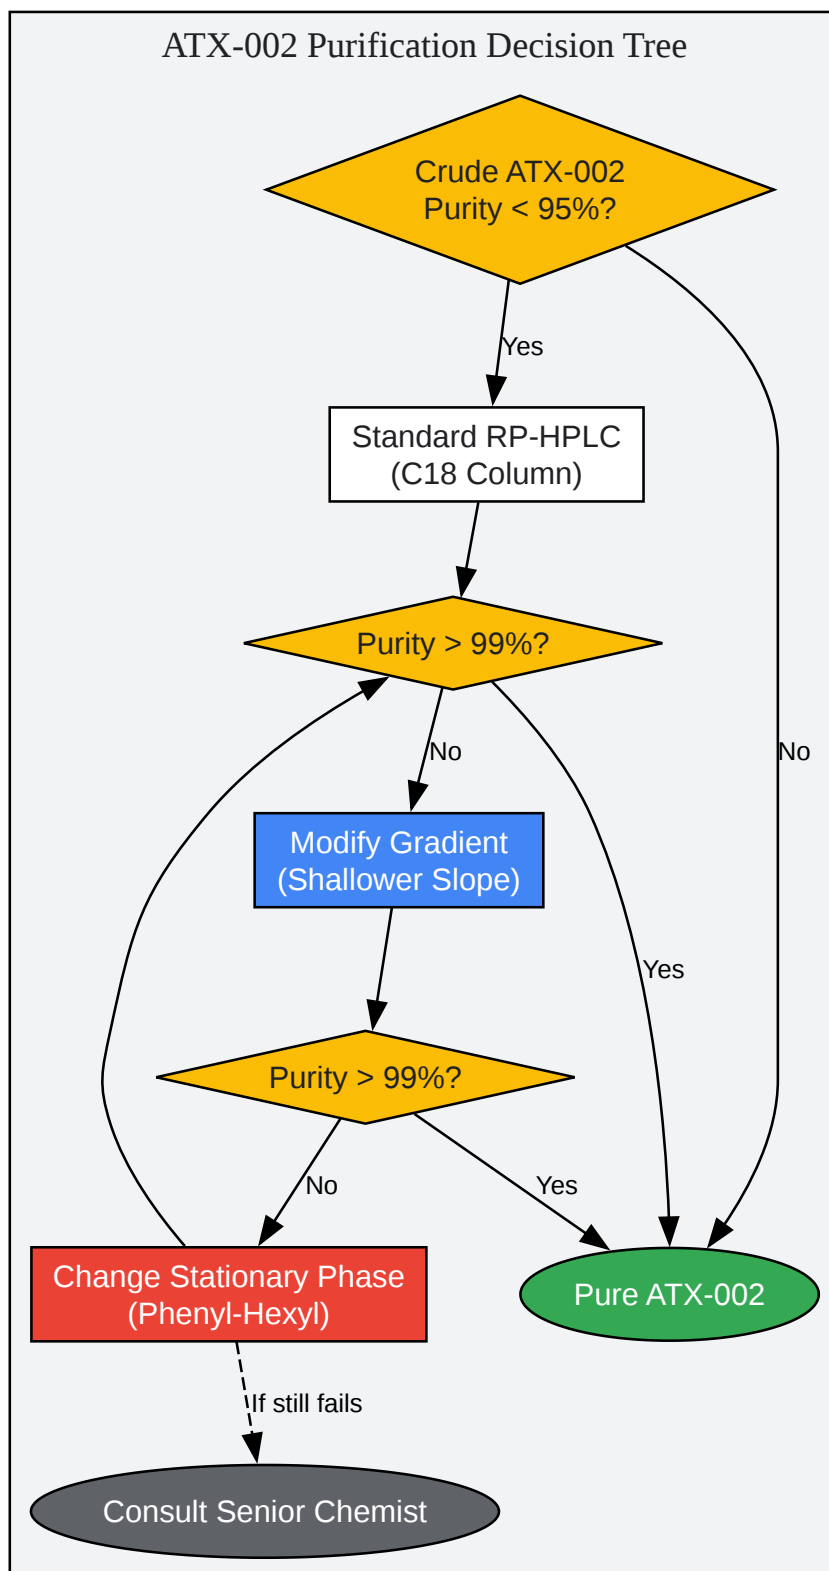 ATX-002 Purification Decision Tree
Crude ATX-002
Purity < 95%?
Yes
Standard RP-HPLC
(C18 Column)
Purity > 99%?
No
No
Modify Gradient
(Shallower Slope)
Yes
Purity > 99%?
No
Yes
Change Stationary Phase
(Phenyl-Hexyl)
Pure ATX-002
If still fails
Consult Senior Chemist